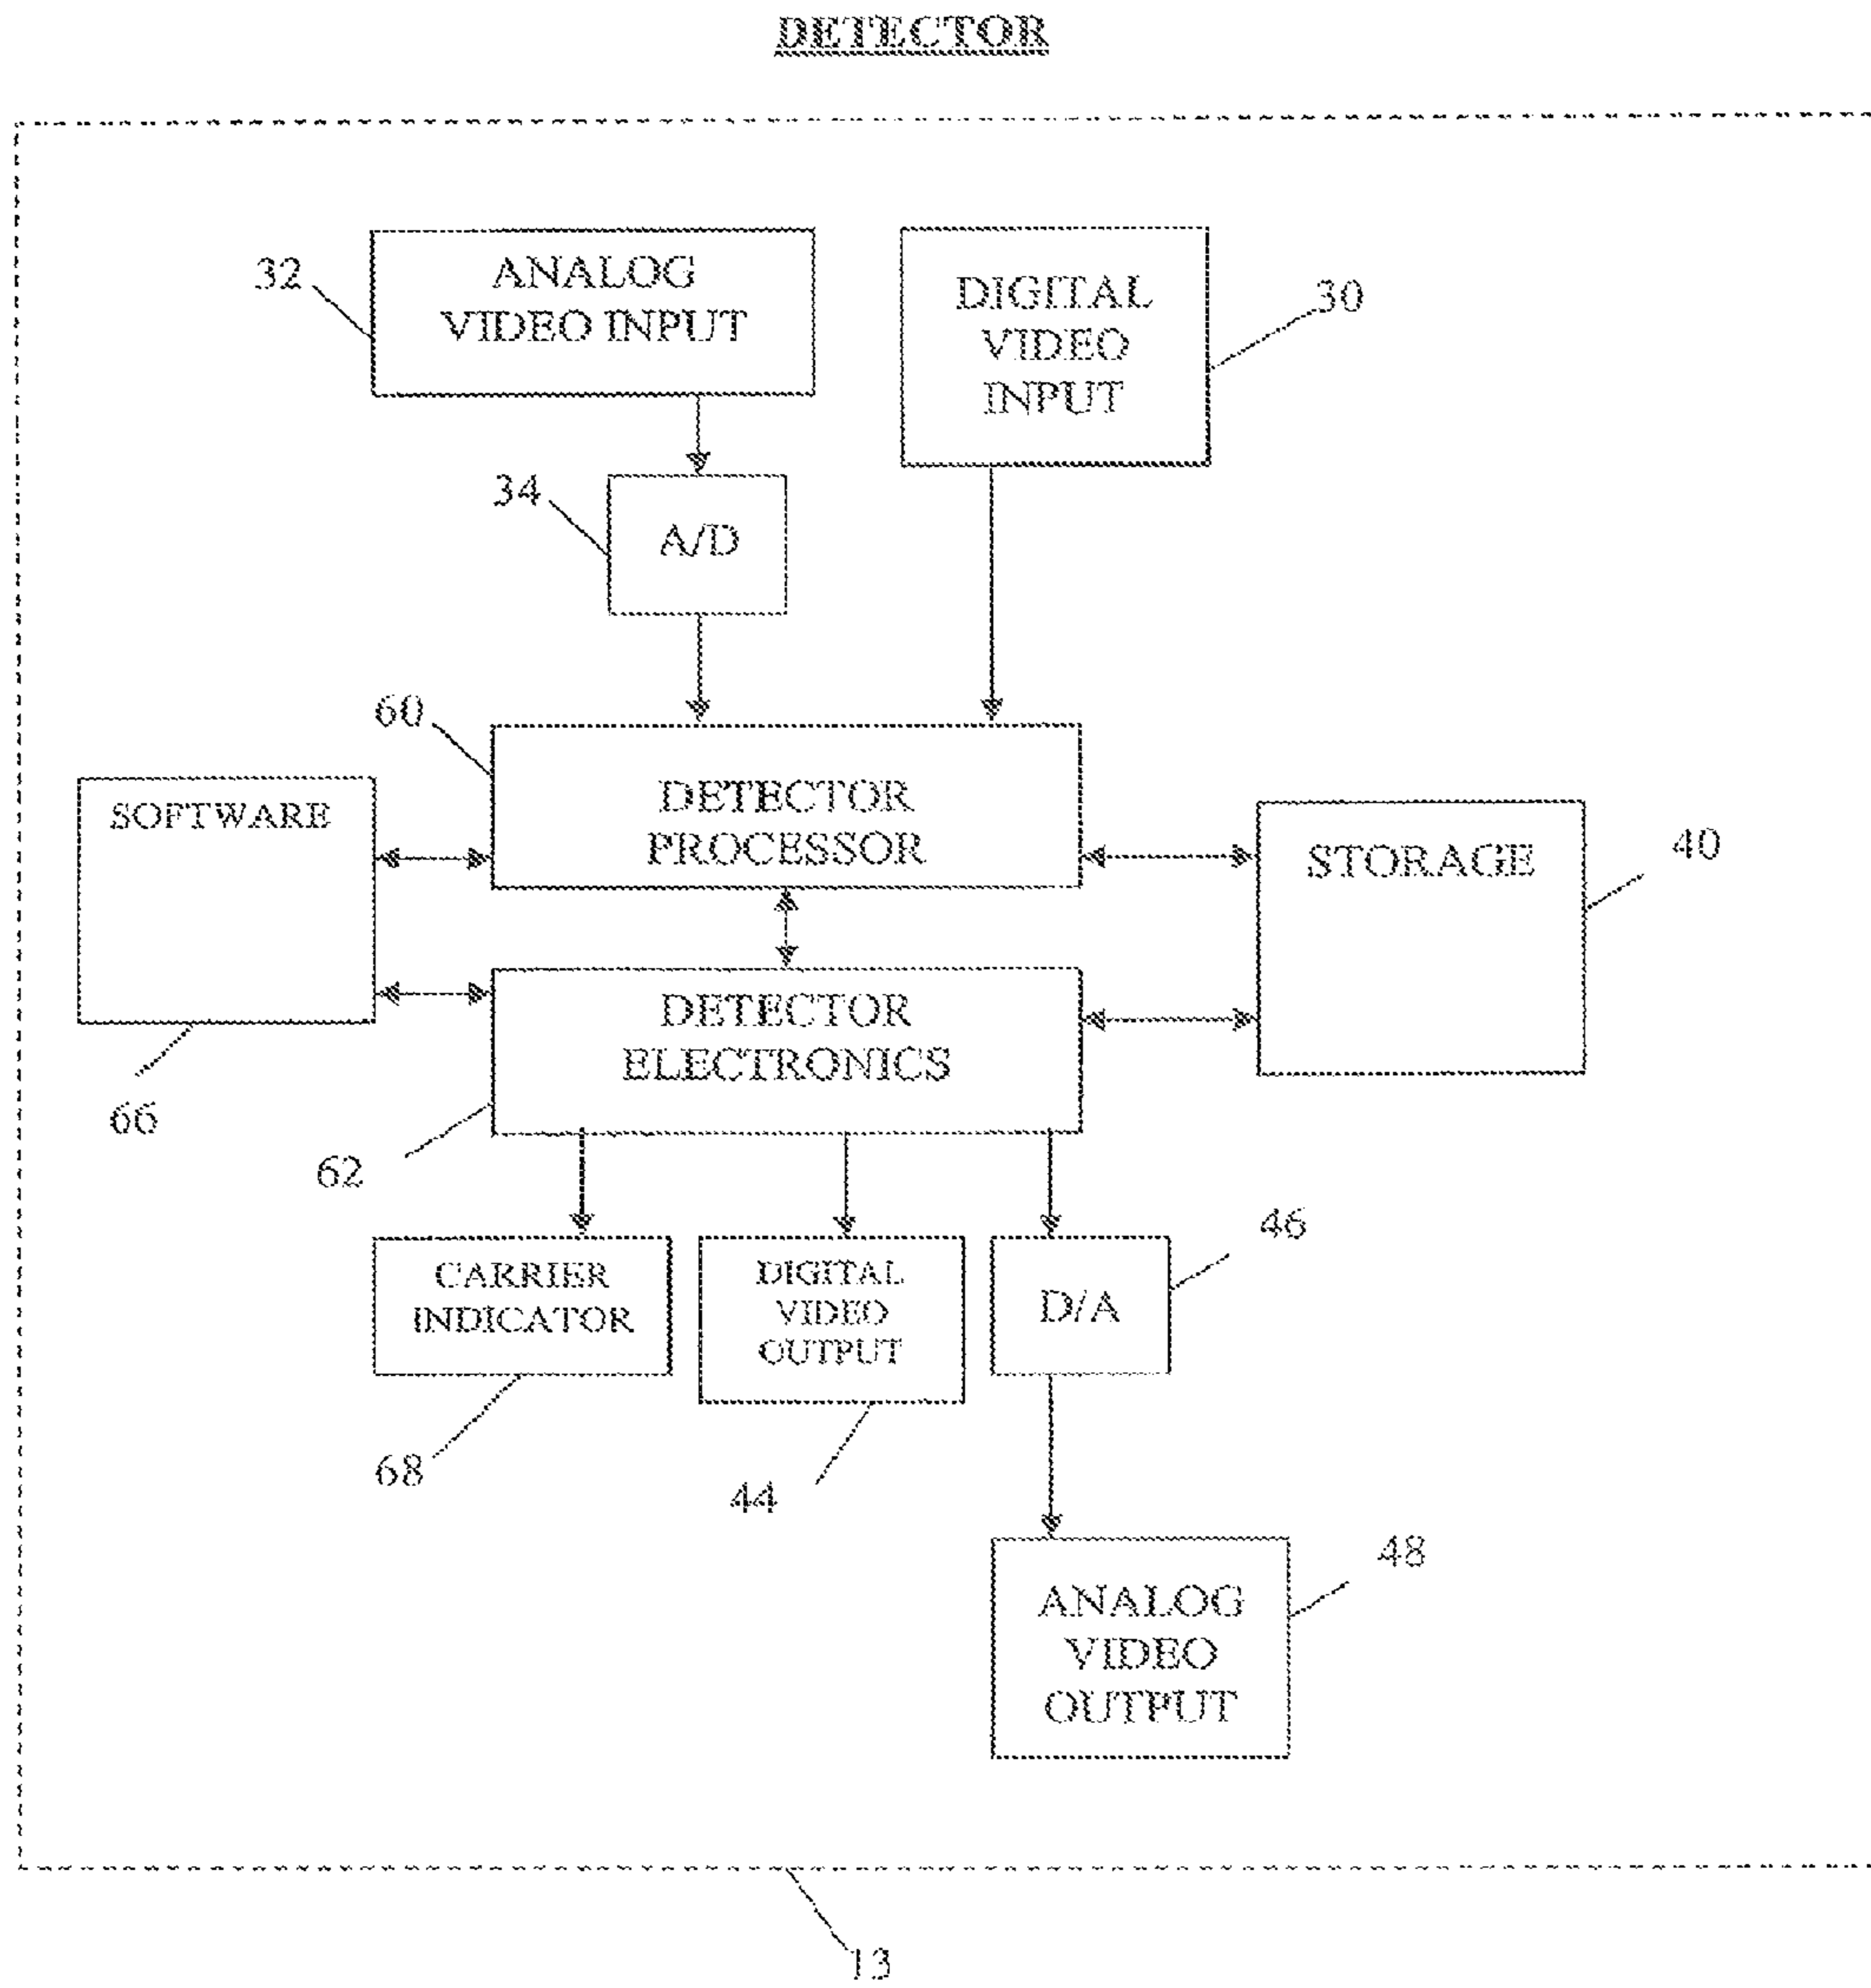 DETECTOR
32
ANALOG
VIDEO INPUT
DIGITAL
VIDEO
INPUT
30
34
A/D
60
DETECTOR
PROCESSOR
SOFTWARE
STORAGE
40
DETECTOR
ELECTRONICS
66
62
CARRIER
INDICATOR
DIGITAL
VIDEO
OUTPUT
D/A
46
68
44
ANALOG
VIDEO
OUTPUT
48
13